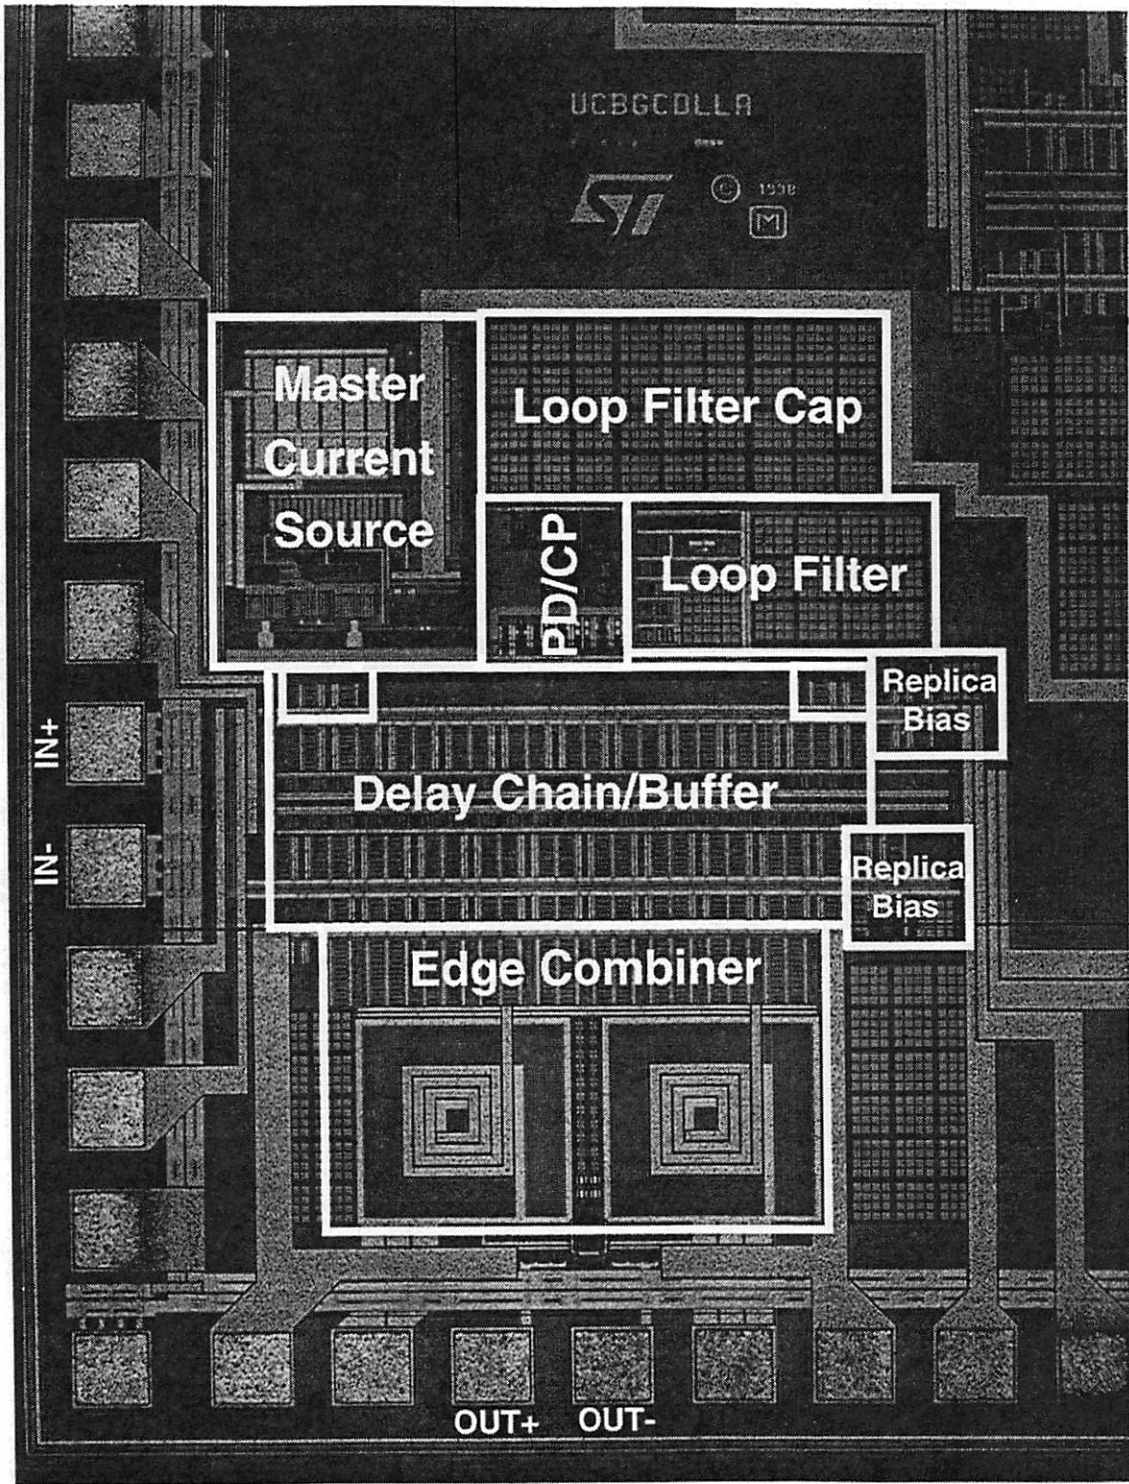 UCBGCDLLA
ST © 1998
M
Master
Current
Source
Loop Filter Cap
PD/CP
Loop Filter
Replica
Bias
IN+
Delay Chain/Buffer
IN-
Replica
Bias
Edge Combiner
OUT+ OUT-